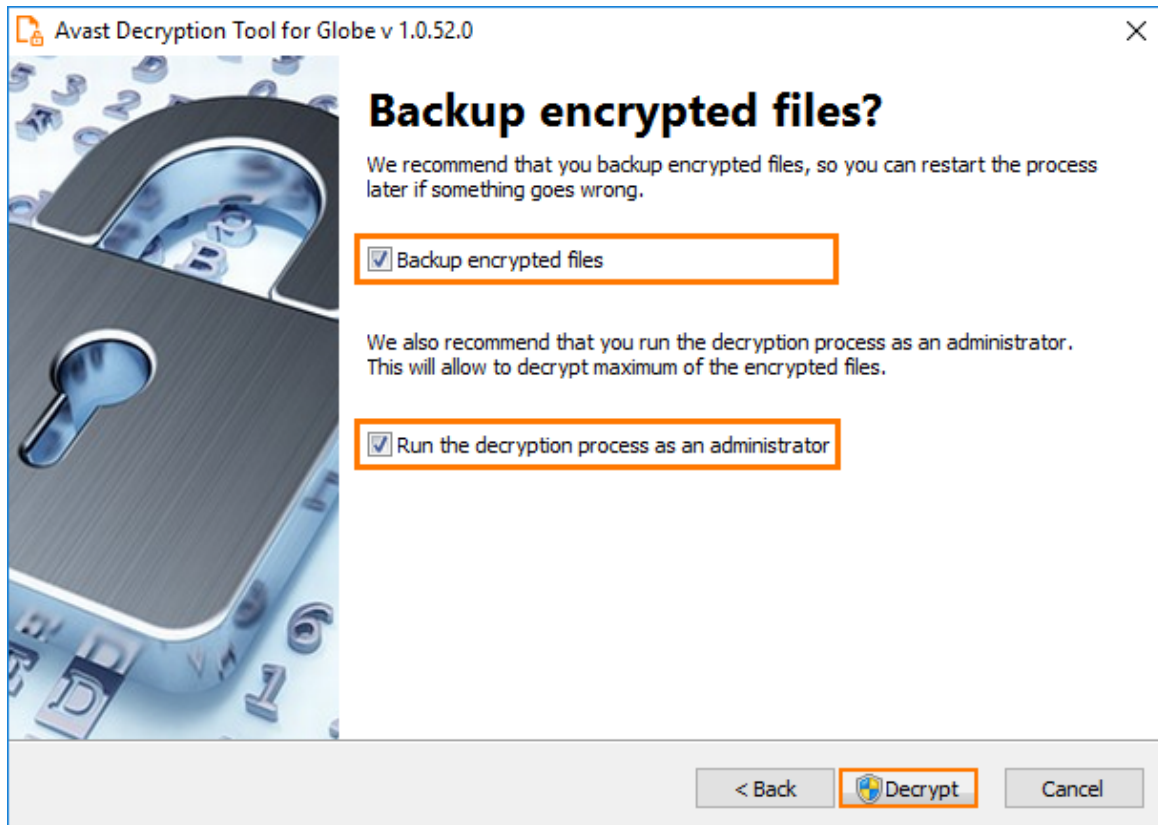 Avast Decryption Tool for Globe v 1.0.52.0
Backup encrypted files?
We recommend that you backup encrypted files, so you can restart the process
later if something goes wrong.
Backup encrypted files
We also recommend that you run the decryption process as an administrator.
This will allow to decrypt maximum of the encrypted files.
Run the decryption process as an administrator
< Back
Decrypt
Cancel